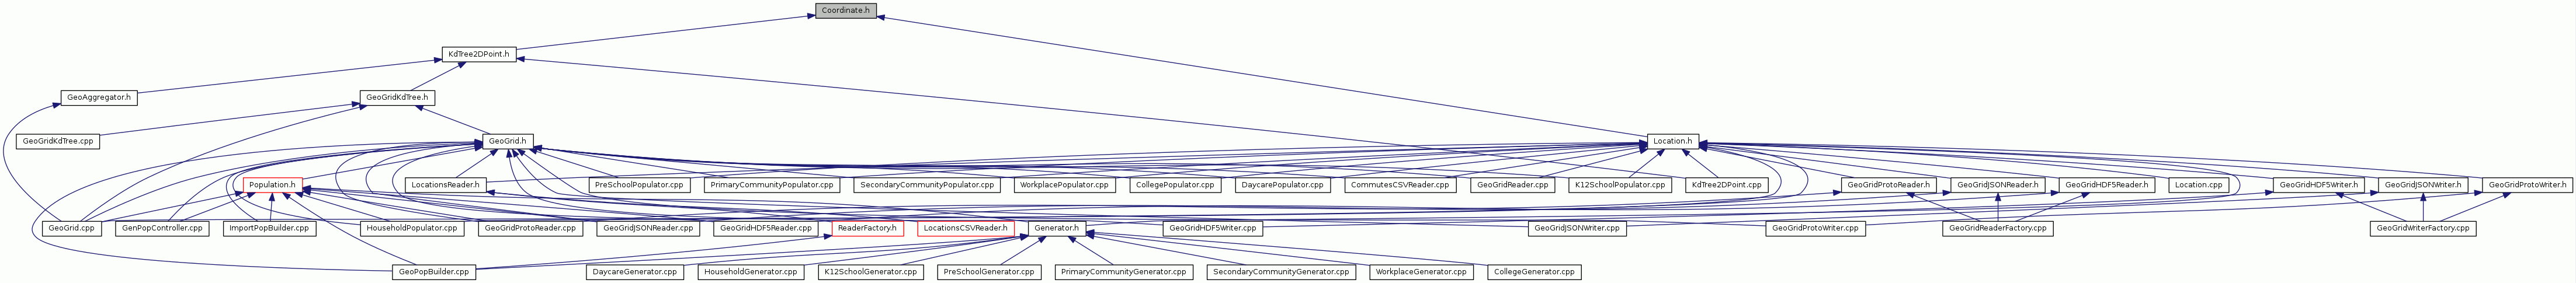 Coordinate.h
KdTree2DPoint.h
GeoAggregator.h
GeoGridKdTree.h
GeoGridKdTree.cpp
GeoGrid.h
Location.h
Population.h
LocationsReader.h
PreSchoolPopulator.cpp
PrimaryCommunityPopulator.cpp
SecondaryCommunityPopulator.cpp
WorkplacePopulator.cpp
CollegePopulator.cpp
DaycarePopulator.cpp
CommutesCSVReader.cpp
GeoGridReader.cpp
K12SchoolPopulator.cpp
KdTree2DPoint.cpp
GeoGridProtoReader.h
GeoGridJSONReader.h
GeoGridHDF5Reader.h
Location.cpp
GeoGridHDF5Writer.h
GeoGridJSONWriter.h
GeoGridProtoWriter.h
GeoGrid.cpp
GenPopController.cpp
ImportPopBuilder.cpp
HouseholdPopulator.cpp
GeoGridProtoReader.cpp
GeoGridJSONReader.cpp
GeoGridHDF5Reader.cpp
ReaderFactory.h
LocationsCSVReader.h
Generator.h
GeoGridHDF5Writer.cpp
GeoGridJSONWriter.cpp
GeoGridProtoWriter.cpp
GeoGridReaderFactory.cpp
GeoGridWriterFactory.cpp
GeoPopBuilder.cpp
DaycareGenerator.cpp
HouseholdGenerator.cpp
K12SchoolGenerator.cpp
PreSchoolGenerator.cpp
PrimaryCommunityGenerator.cpp
SecondaryCommunityGenerator.cpp
WorkplaceGenerator.cpp
CollegeGenerator.cpp